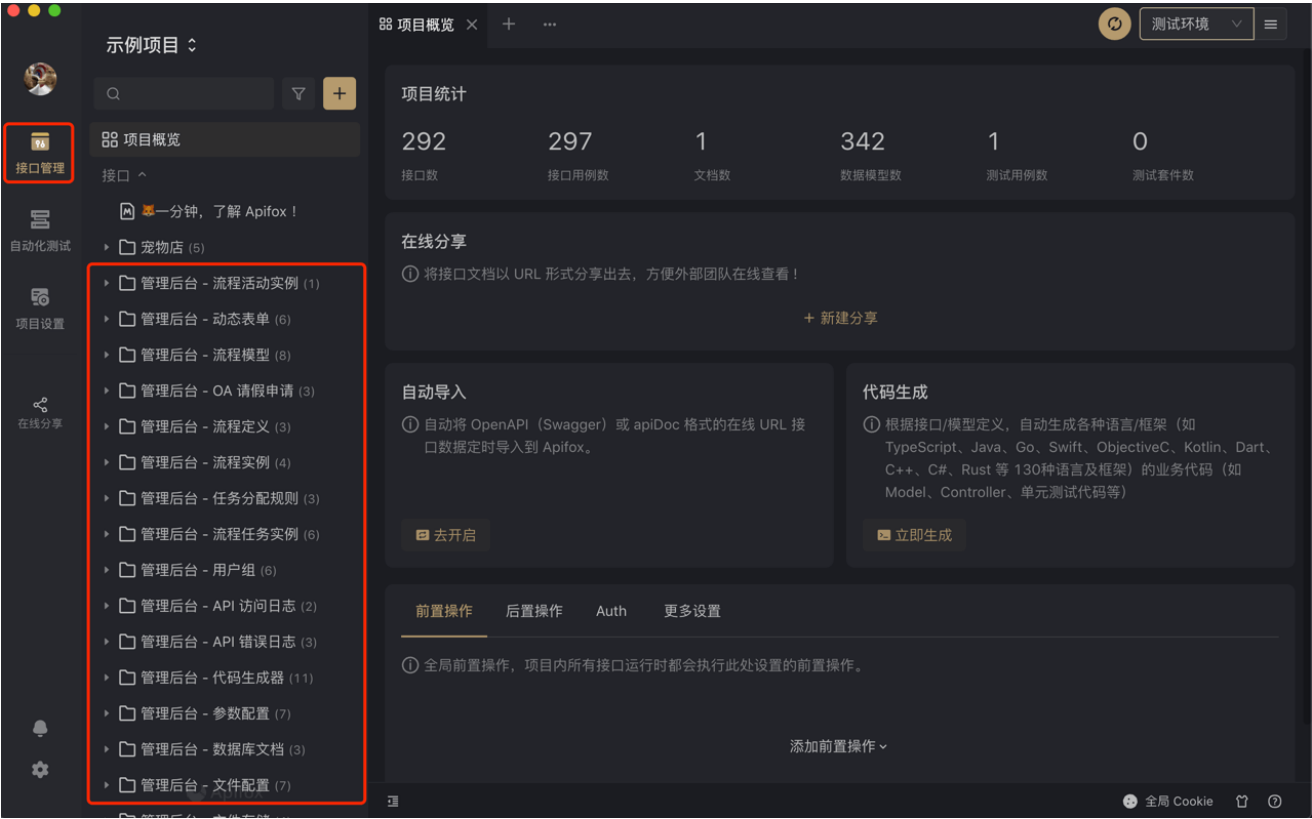 示例项目
项目概览
测试环境
接口管理
自动化测试
项目设置
在线分享
项目概览
接口
一分钟，了解 Apifox！
宠物店 (5)
管理后台 - 流程活动实例 (1)
管理后台 - 动态表单 (6)
管理后台 - 流程模型 (8)
管理后台 - OA 请假申请 (3)
管理后台 - 流程定义 (3)
管理后台 - 流程实例 (4)
管理后台 - 任务分配规则 (3)
管理后台 - 流程任务实例 (6)
管理后台 - 用户组 (6)
管理后台 - API 访问日志 (2)
管理后台 - API 错误日志 (3)
管理后台 - 代码生成器 (11)
管理后台 - 参数配置 (7)
管理后台 - 数据库文档 (3)
管理后台 - 文件配置 (7)
Apifox
项目统计
292
297
1
342
1
0
接口数
接口用例数
文档数
数据模型数
测试用例数
测试套件数
在线分享
将接口文档以 URL 形式分享出去，方便外部团队在线查看！
+ 新建分享
自动导入
自动将 OpenAPI（Swagger）或 apiDoc 格式的在线 URL 接
口数据定时导入到 Apifox。
去开启
代码生成
根据接口/模型定义，自动生成各种语言/框架（如
TypeScript、Java、Go、Swift、ObjectiveC、Kotlin、Dart、
C++、C#、Rust 等 130种语言及框架）的业务代码（如
Model、Controller、单元测试代码等）
立即生成
前置操作
后置操作
Auth
更多设置
全局前置操作，项目内所有接口运行时都会执行此处设置的前置操作。
添加前置操作
全局 Cookie